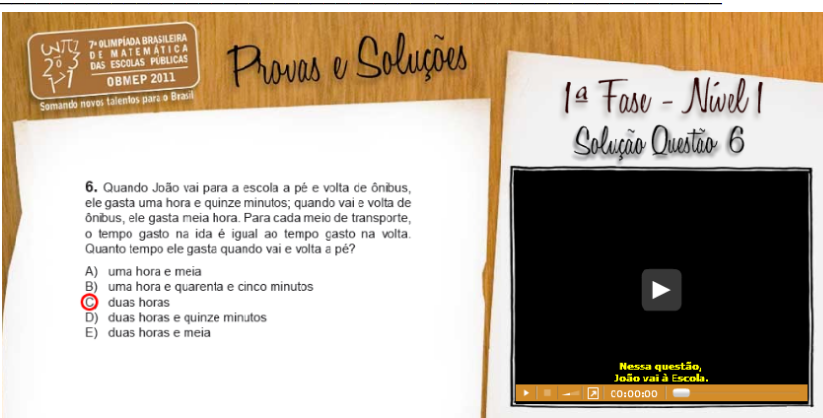 7ª OLIMPÍADA BRASILEIRA
DE MATEMÁTICA
DAS ESCOLAS PÚBLICAS
OBMEP 2011
Somando novos talentos para o Brasil
Provas e Soluções
1ª Fase - Nível 1
Solução Questão 6
6. Quando João vai para a escola a pé e volta de ônibus,
ele gasta uma hora e quinze minutos; quando vai e volta de
ônibus, ele gasta meia hora. Para cada meio de transporte,
o tempo gasto na ida é igual ao tempo gasto na volta.
Quanto tempo ele gasta quando vai e volta a pé?
A) uma hora e meia
B) uma hora e quarenta e cinco minutos
C) duas horas
D) duas horas e quinze minutos
E) duas horas e meia
Nessa questão,
João vai à Escola.
00:00:00